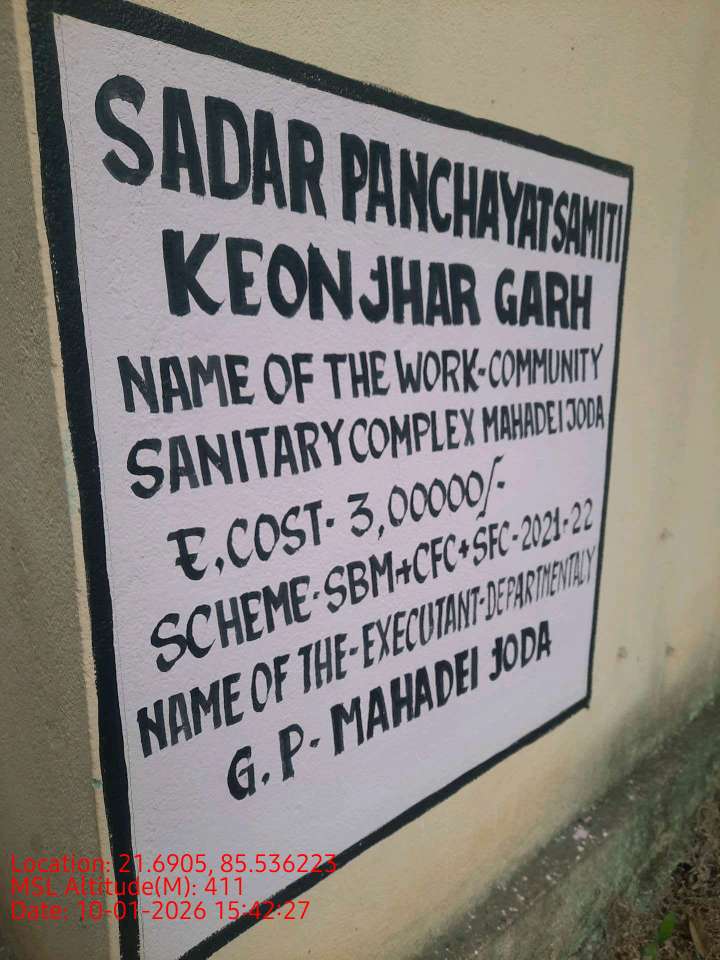 SADAR PANCHAYAT SAMITI
KEONJHAR GARH
NAME OF THE WORK-COMMUNITY
SANITARY COMPLEX MAHADEI JODA
E.COST- 3,00000/-
SCHEME-SBM+CFC+SFC-2021-22
NAME OF THE-EXECUTANT-DEPARTMENTALY
G.P- MAHADEI JODA
Location: 21.6905, 85.536223
MSL Altitude(M): 411
Date: 10-01-2026 15:42:27